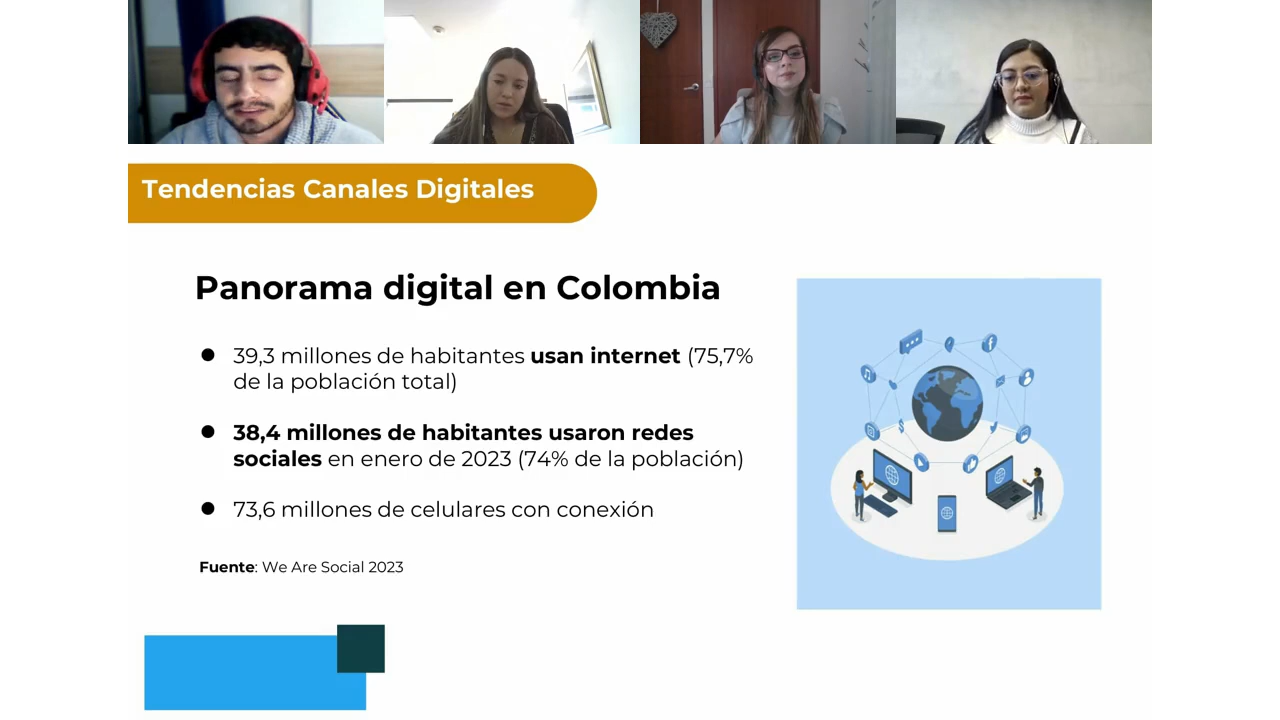 Tendencias Canales Digitales
Panorama digital en Colombia
● 39,3 millones de habitantes usan internet (75,7%
de la población total)
● 38,4 millones de habitantes usaron redes
sociales en enero de 2023 (74% de la población)
● 73,6 millones de celulares con conexión
Fuente: We Are Social 2023